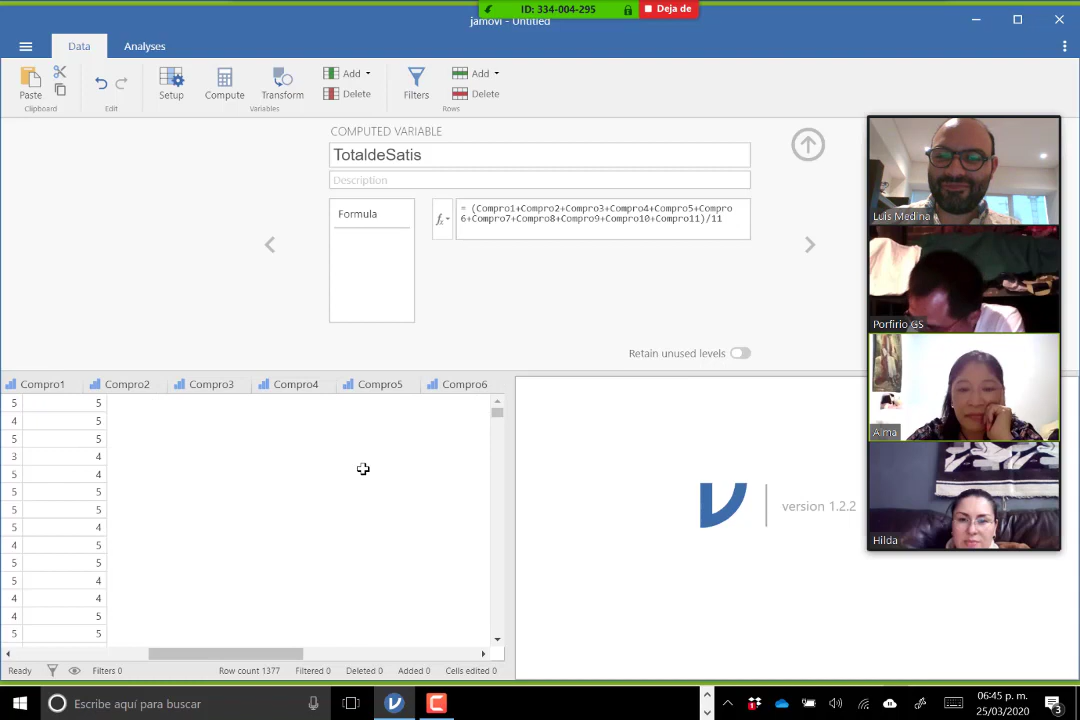 ID: 334-004-295
Deja de
jamovi - Untitled
Data
Analyses
Paste
Setup
Compute
Transform
Add
Delete
Filters
Add
Delete
Clipboard
Edit
Variables
Rows
COMPUTED VARIABLE
TotaldeSatis
Description
Formula
fx
= (Compro1+Compro2+Compro3+Compro4+Compro5+Compro
6+Compro7+Compro8+Compro9+Compro10+Compro11)/11
Retain unused levels
Luis Medina
Porfirio GS
Alma
Hilda
Compro1 Compro2 Compro3 Compro4 Compro5 Compro6
5 5
4 5
5 5
3 4
5 4
5 5
5 5
5 4
4 5
5 5
5 4
4 4
4 5
5 5
version 1.2.2
Ready Filters 0 Row count 1377 Filtered 0 Deleted 0 Added 0 Cells edited 0
Escribe aquí para buscar
06:45 p. m.
25/03/2020
3